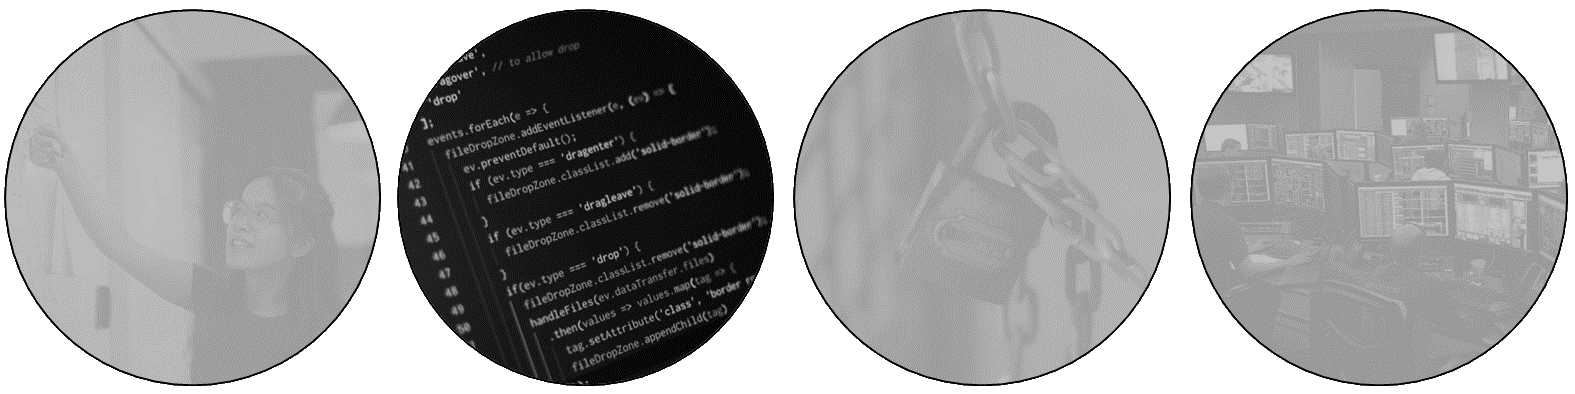 ave',
agover', // to allow drop
'drop'
];
events.forEach(e => {
fileDropZone.addEventListener(e, (ev) => {
ev.preventDefault();
41 if (ev.type === 'dragenter') {
42 fileDropZone.classList.add('solid-border');
43 }
44 if (ev.type === 'dragleave') {
45 fileDropZone.classList.remove('solid-border');
46 }
47 if(ev.type === 'drop') {
48 fileDropZone.classList.remove('solid-border');
49 handleFiles(ev.dataTransfer.files)
50 .then(values => values.map(tag => {
tag.setAttribute('class', 'border
fileDropZone.appendChild(tag)
);